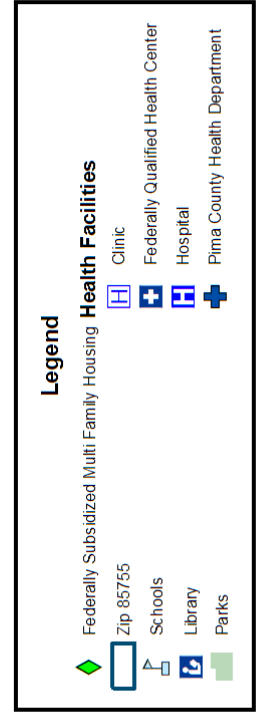 Legend
Federally Subsidized Multi Family Housing
Zip 85755
Schools
Library
Parks
Health Facilities
H Clinic
Federally Qualified Health Center
H Hospital
Pima County Health Department